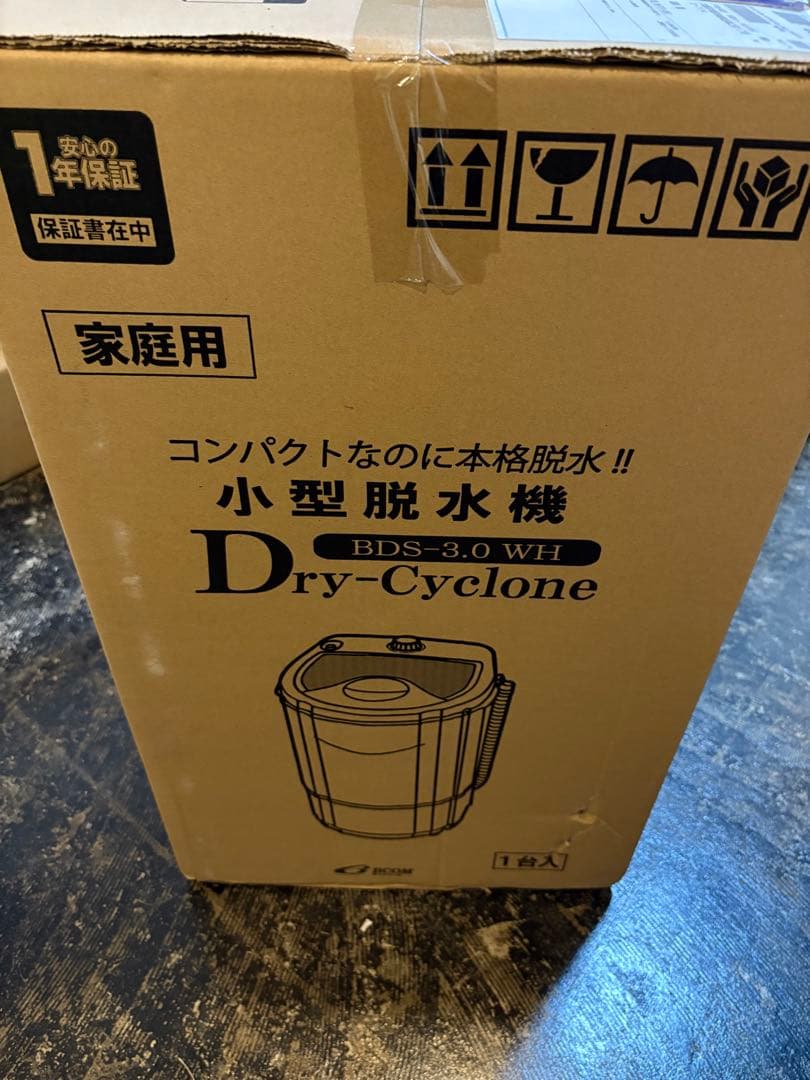 安心の
1年保証
保証書在中
家庭用
コンパクトなのに本格脱水!!
小型脱水機
BDS-3.0 WH
Dry-Cyclone
BCOM
1台入